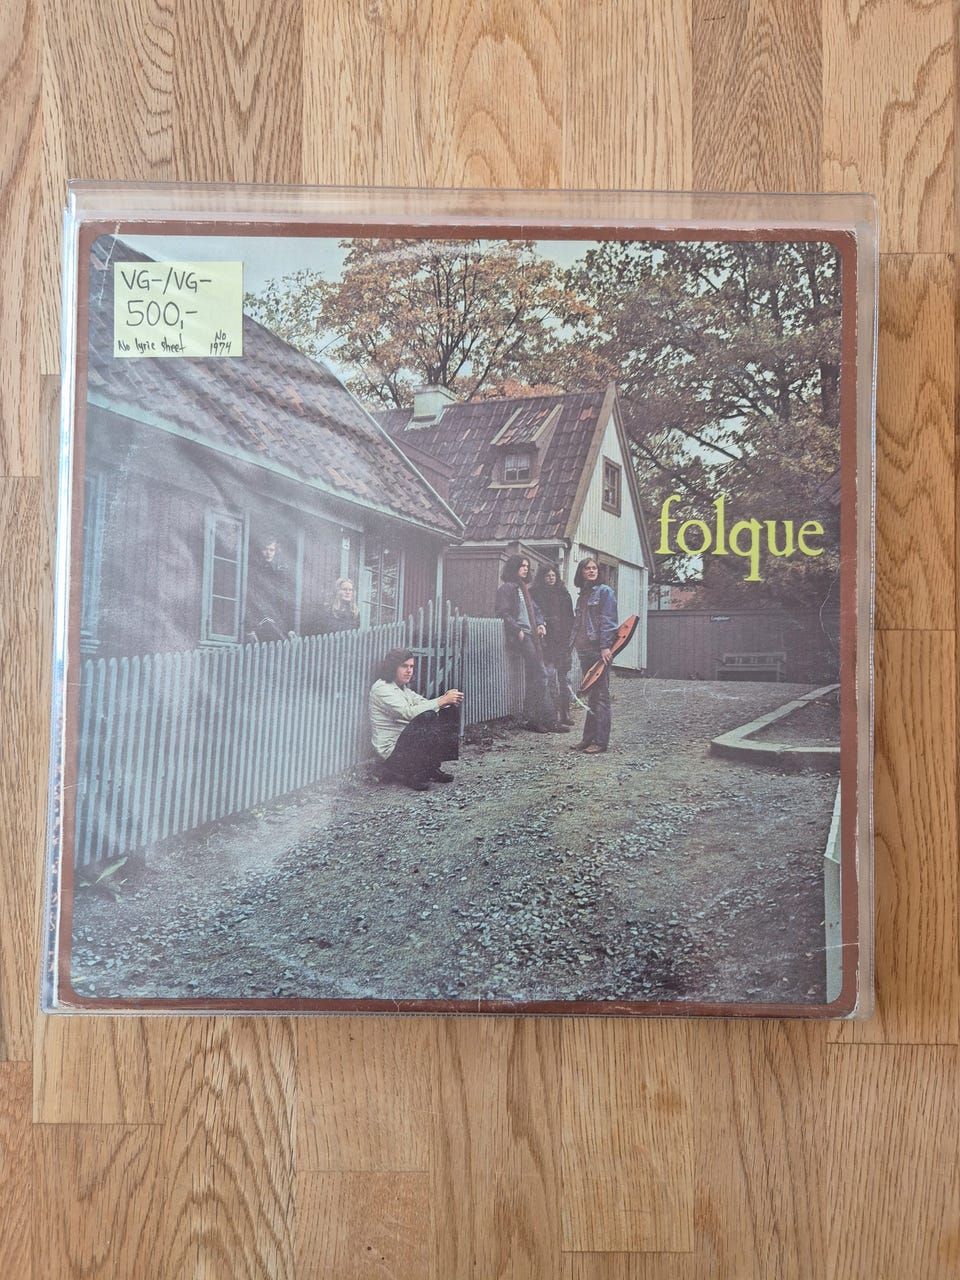 VG-/VG-
500,-
No lyric sheet No
1974
folque